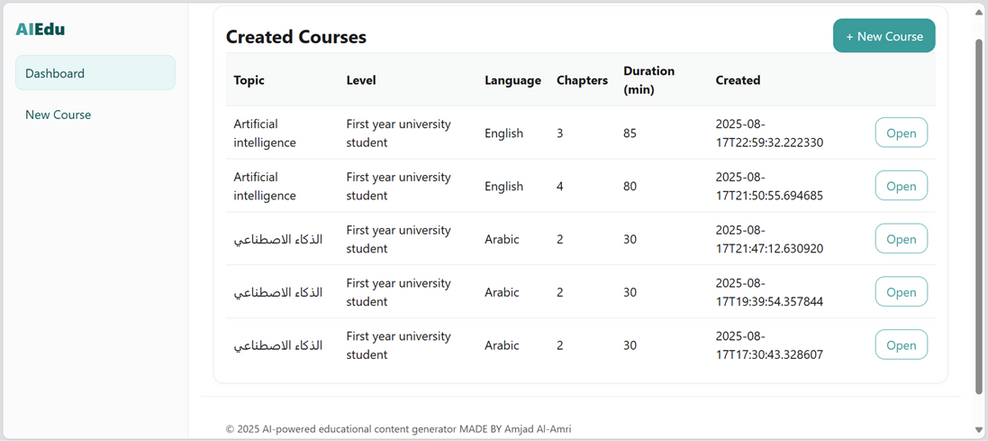 AIEdu
Dashboard
New Course
Created Courses
+ New Course
Topic Level Language Chapters Duration (min) Created
Artificial intelligence First year university student English 3 85 2025-08-17T22:59:32.222330 Open
Artificial intelligence First year university student English 4 80 2025-08-17T21:50:55.694685 Open
الذكاء الاصطناعي First year university student Arabic 2 30 2025-08-17T21:47:12.630920 Open
الذكاء الاصطناعي First year university student Arabic 2 30 2025-08-17T19:39:54.357844 Open
الذكاء الاصطناعي First year university student Arabic 2 30 2025-08-17T17:30:43.328607 Open
© 2025 AI-powered educational content generator MADE BY Amjad Al-Amri